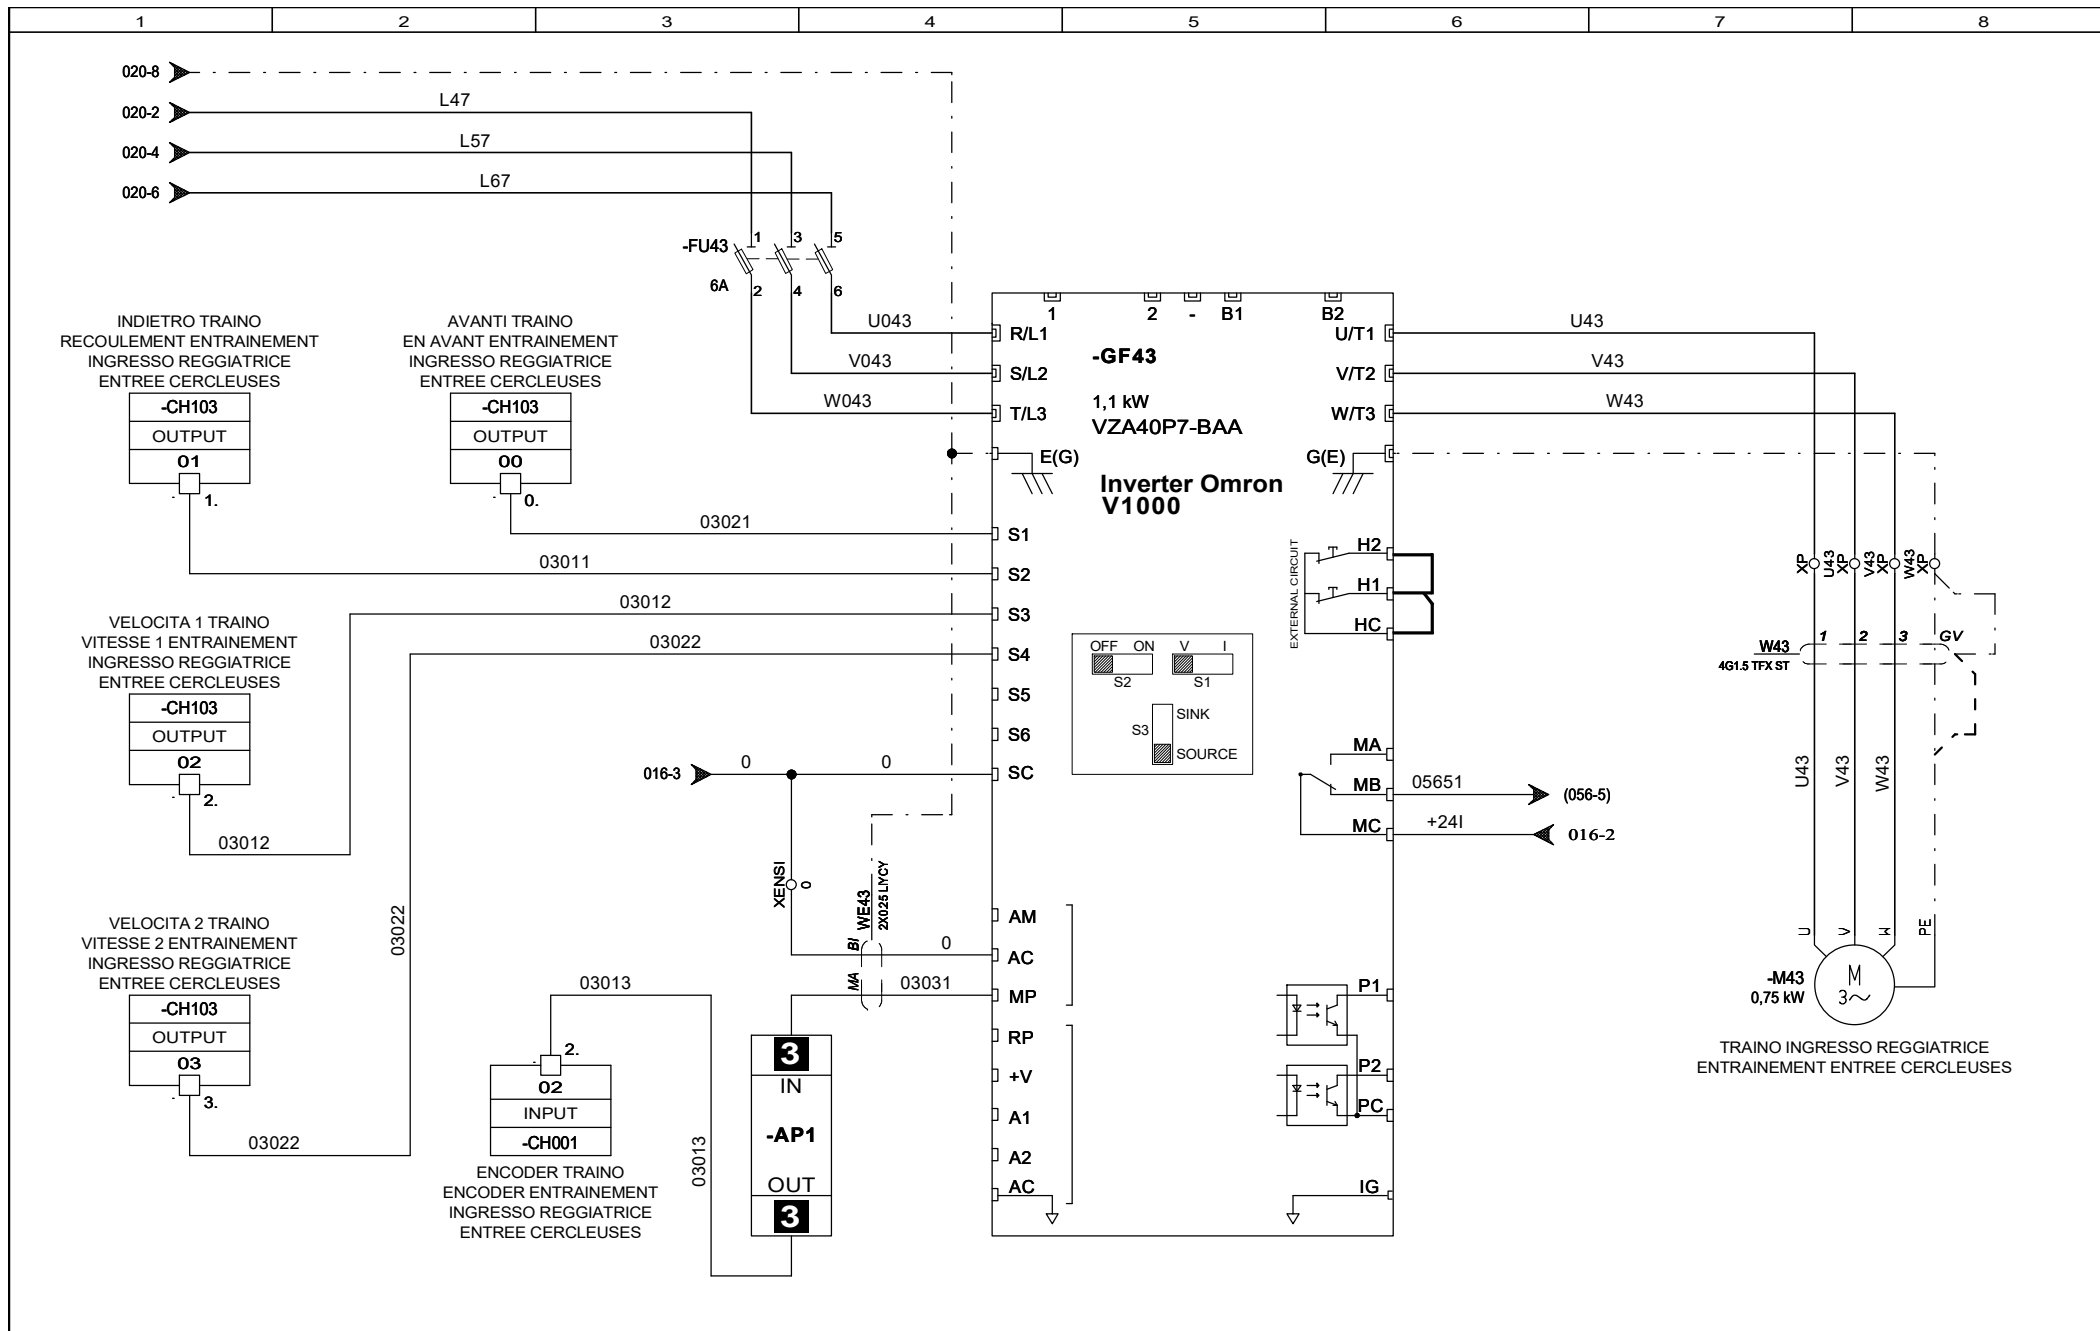 1 2 3 4 5 6 7 8
020-8
020-2 L47
020-4 L57
020-6 L67
-FU43
6A
1 3 5
2 4 6
U043
V043
W043
INDIETRO TRAINO
RECOULEMENT ENTRAINEMENT
INGRESSO REGGIATRICE
ENTREE CERCLEUSES
-CH103
OUTPUT
01
1.
AVANTI TRAINO
EN AVANT ENTRAINEMENT
INGRESSO REGGIATRICE
ENTREE CERCLEUSES
-CH103
OUTPUT
00
0.
03021
03011
03012
03022
VELOCITA 1 TRAINO
VITESSE 1 ENTRAINEMENT
INGRESSO REGGIATRICE
ENTREE CERCLEUSES
-CH103
OUTPUT
02
2.
03012
VELOCITA 2 TRAINO
VITESSE 2 ENTRAINEMENT
INGRESSO REGGIATRICE
ENTREE CERCLEUSES
-CH103
OUTPUT
03
3.
03022
03022
016-3 0 0
XENSI 0
WE43
2X0.25 LIYCY
BI
MA
0
03031
03013
03013
2.
02
INPUT
-CH001
ENCODER TRAINO
ENCODER ENTRAINEMENT
INGRESSO REGGIATRICE
ENTREE CERCLEUSES
3
IN
-AP1
OUT
3
1 2 - B1 B2
R/L1
S/L2
T/L3
E(G)
-GF43
1,1 kW
VZA40P7-BAA
Inverter Omron
V1000
U/T1
V/T2
W/T3
G(E)
S1
S2
S3
S4
S5
S6
SC
AM
AC
MP
RP
+V
A1
A2
AC
EXTERNAL CIRCUIT
H2
H1
HC
OFF ON V I
S2 S1
S3
SINK
SOURCE
MA
MB
MC
05651
(056-5)
+24I
016-2
P1
P2
PC
IG
U43
V43
W43
XP U43 XP V43 XP W43 XP
1 2 3 GV
W43
4G1.5 TFX ST
U43 V43 W43
U V W PE
-M43
0,75 kW
M
3~
TRAINO INGRESSO REGGIATRICE
ENTRAINEMENT ENTREE CERCLEUSES